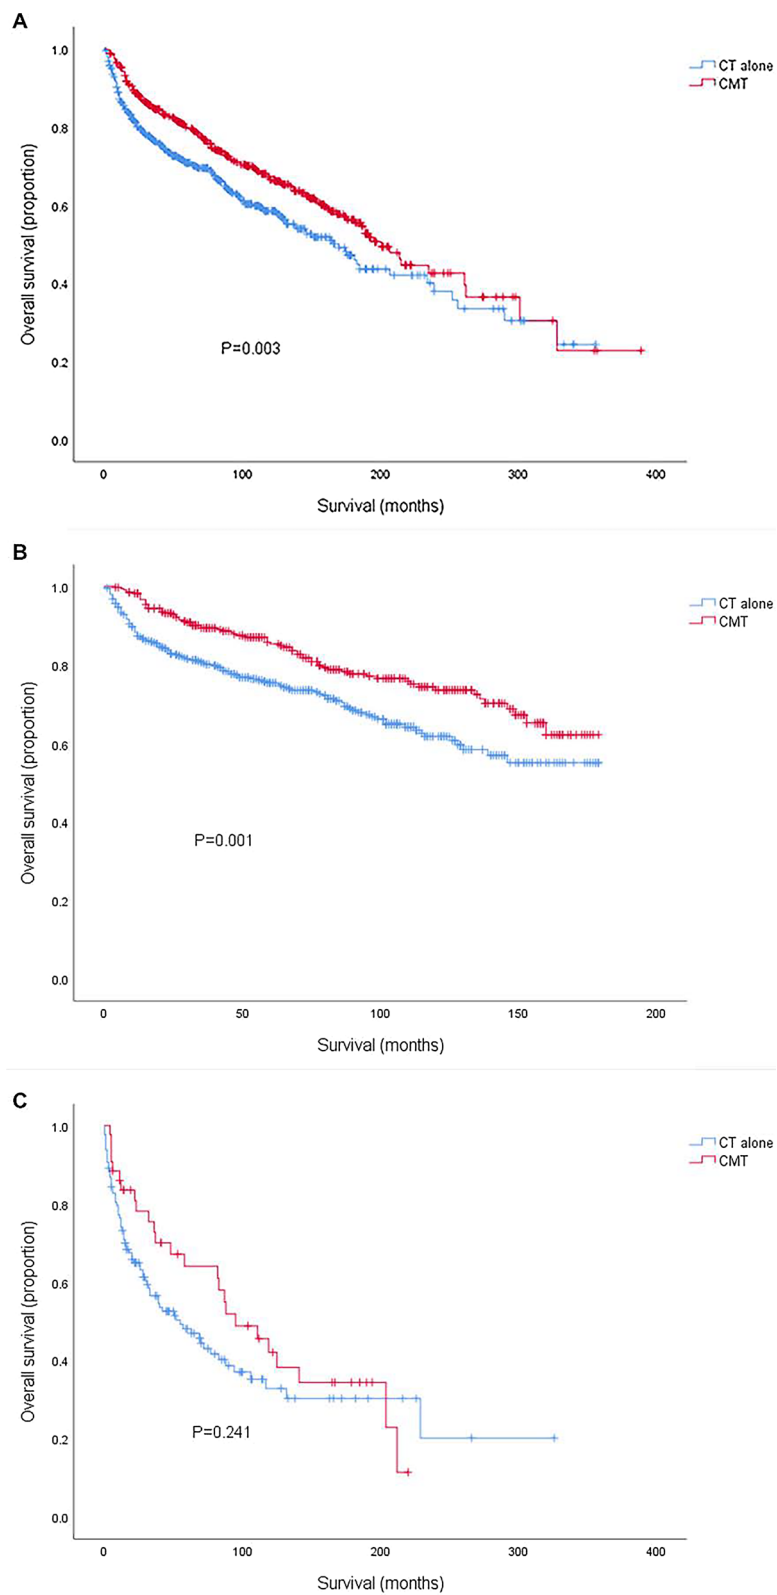 A
1.0
CT alone
CMT
0.8
0.6
0.4
0.2
0.0
Overall survival (proportion)
P=0.003
0 100 200 300 400
Survival (months)
B
1.0
CT alone
CMT
0.8
0.6
0.4
0.2
0.0
Overall survival (proportion)
P=0.001
0 50 100 150 200
Survival (months)
C
1.0
CT alone
CMT
0.8
0.6
0.4
0.2
0.0
Overall survival (proportion)
P=0.241
0 100 200 300 400
Survival (months)